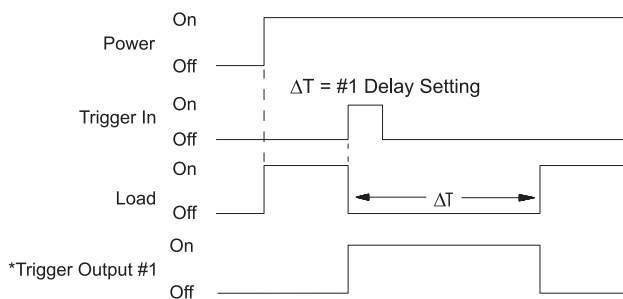 On
Power
Off
ΔT = #1 Delay Setting
On
Trigger In
Off
On
Load
ΔT
Off
On
*Trigger Output #1
Off